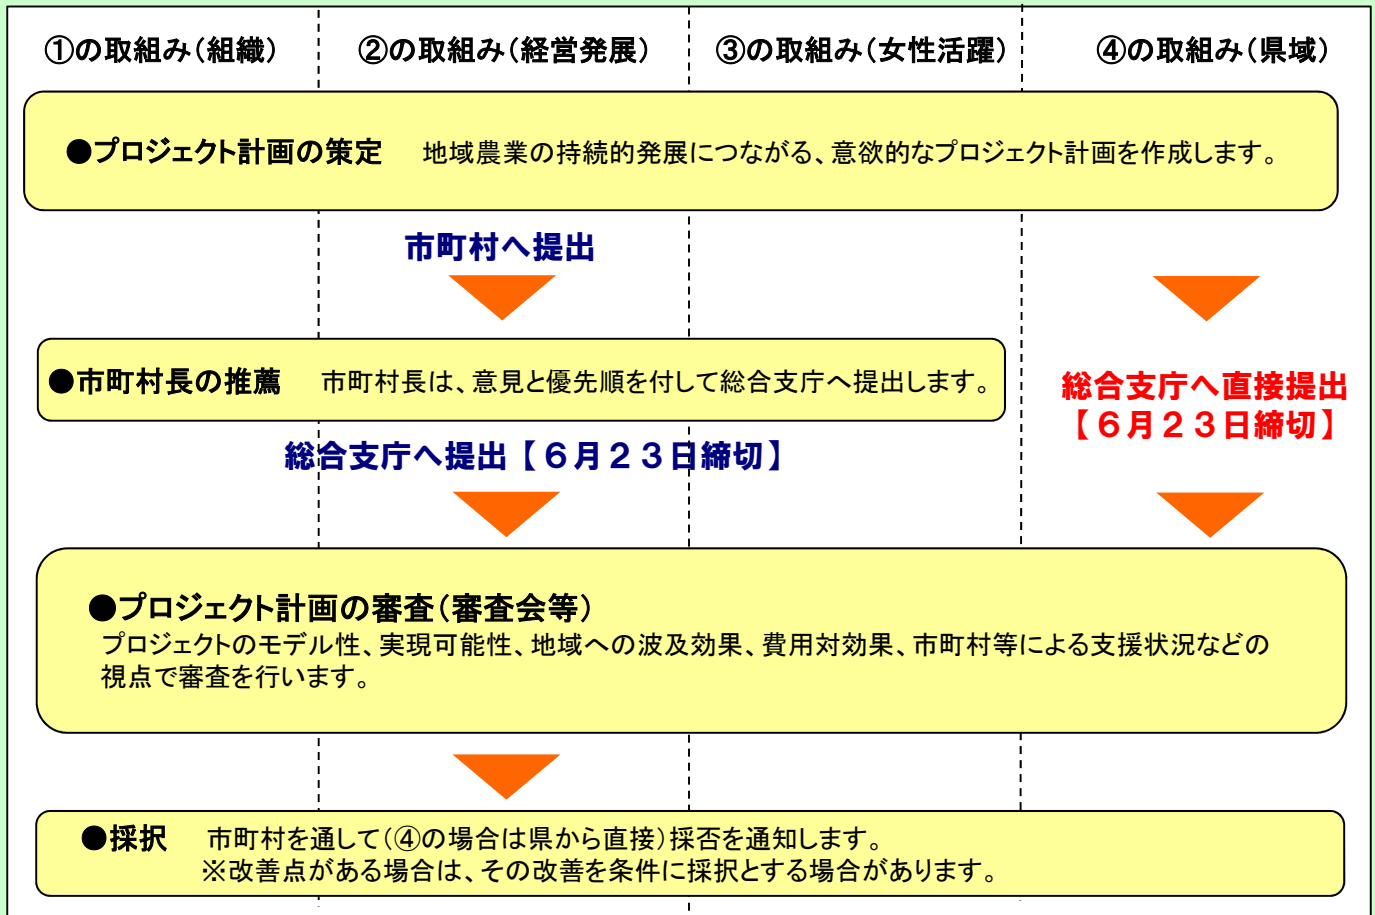 ①の取組み(組織)
②の取組み(経営発展)
③の取組み(女性活躍)
④の取組み(県域)
●プロジェクト計画の策定 地域農業の持続的発展につながる、意欲的なプロジェクト計画を作成します。
市町村へ提出
●市町村長の推薦 市町村長は、意見と優先順を付して総合支庁へ提出します。
総合支庁へ直接提出
【6月23日締切】
総合支庁へ提出【6月23日締切】
●プロジェクト計画の審査(審査会等)
プロジェクトのモデル性、実現可能性、地域への波及効果、費用対効果、市町村等による支援状況などの
視点で審査を行います。
●採択 市町村を通して(④の場合は県から直接)採否を通知します。
※改善点がある場合は、その改善を条件に採択とする場合があります。